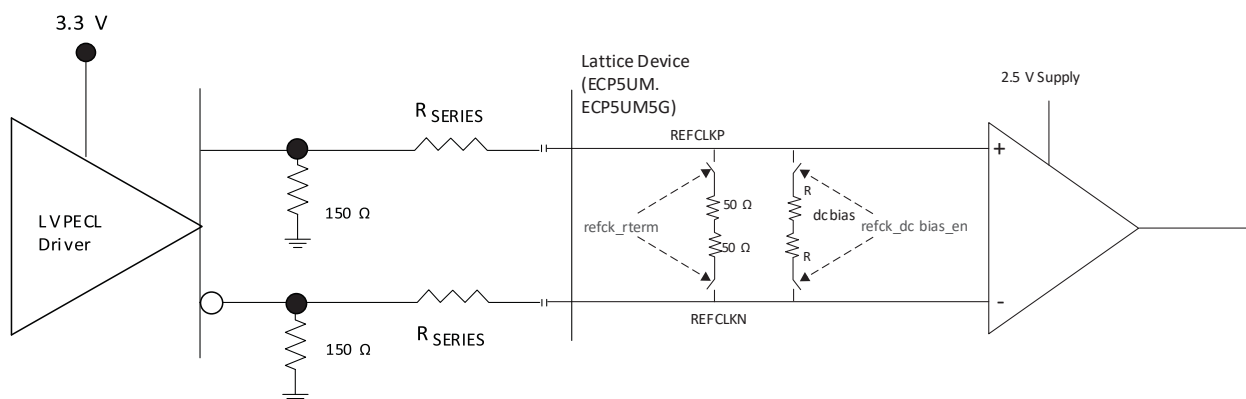 3.3 V
Lattice Device
(ECP5UM.
ECP5UM5G)
2.5 V Supply
R SERIES
REFCLKP
+
LVPECL
Driver
150 Ω
50 Ω
50 Ω
R
R
dcbias
refck_rterm
refck_dc bias_en
R SERIES
REFCLKN
-
150 Ω